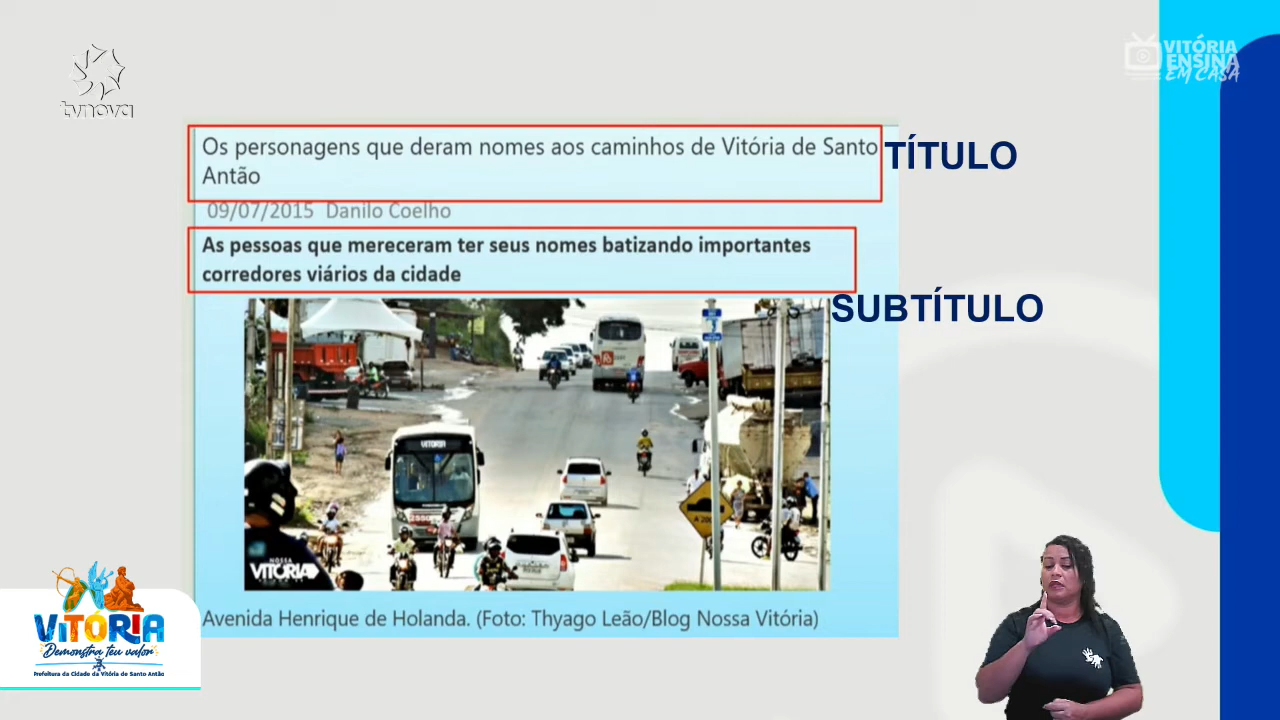 tvnova
VITÓRIA
ENSINA
EM CASA
Os personagens que deram nomes aos caminhos de Vitória de Santo
Antão
TÍTULO
09/07/2015 Danilo Coelho
As pessoas que mereceram ter seus nomes batizando importantes
corredores viários da cidade
SUBTÍTULO
VITÓRIA
NOSSA
VITÓRIA
Avenida Henrique de Holanda. (Foto: Thyago Leão/Blog Nossa Vitória)
VITÓRIA
Demonstra teu valor
Prefeitura da Cidade da Vitória de Santo Antão